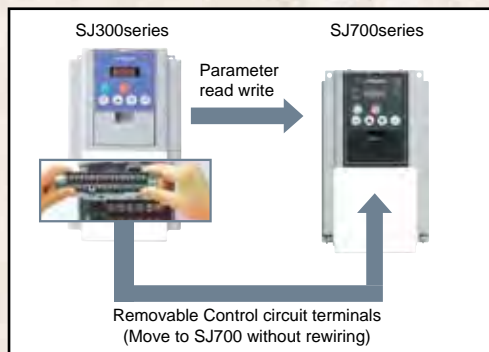 SJ300series
SJ700series
Parameter
read write
Removable Control circuit terminals
(Move to SJ700 without rewiring)